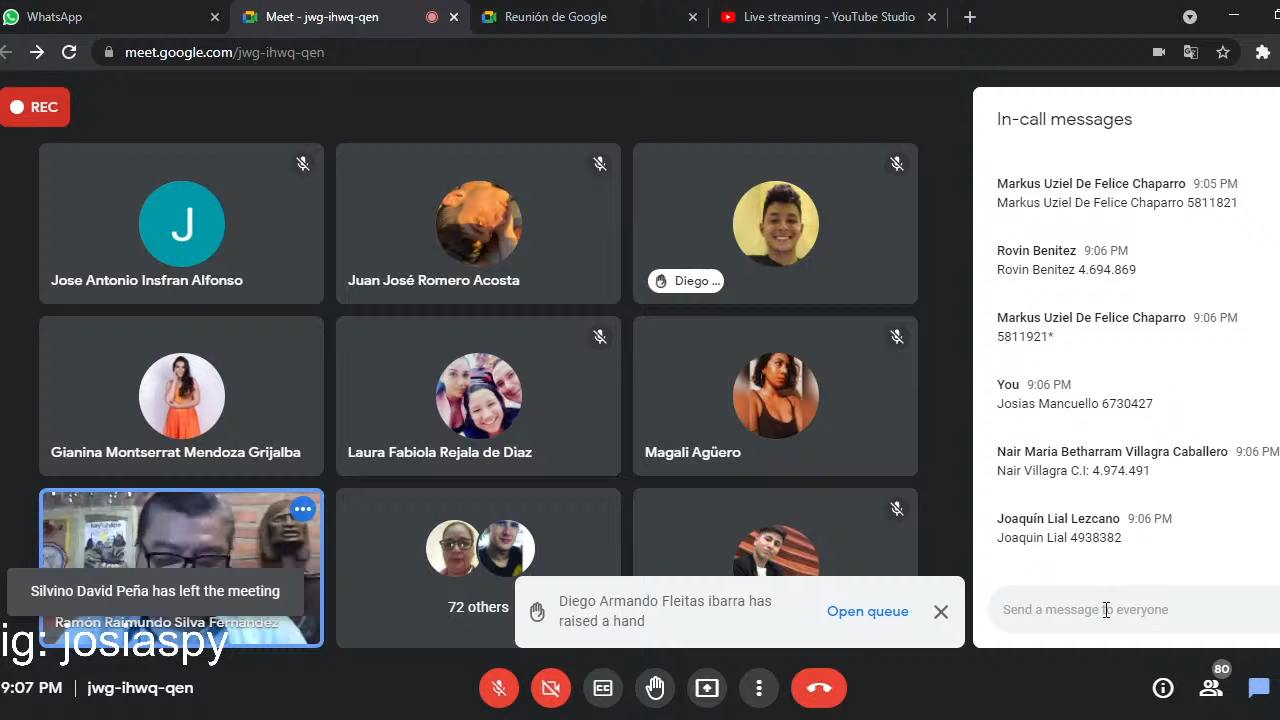 WhatsApp
Meet - jwg-ihwq-qen
Reunión de Google
Live streaming - YouTube Studio
meet.google.com/jwg-ihwq-qen
REC
J
Jose Antonio Insfran Alfonso
Juan José Romero Acosta
Diego ...
Gianina Montserrat Mendoza Grijalba
Laura Fabiola Rejala de Dìaz
Magali Agüero
Silvino David Peña has left the meeting
Ramón Raimundo Silva Fernández
72 others
Diego Armando Fleitas ibarra has
raised a hand
Open queue
ig: josiaspy
9:07 PM
jwg-ihwq-qen
In-call messages
Markus Uziel De Felice Chaparro 9:05 PM
Markus Uziel De Felice Chaparro 5811821
Rovin Benitez 9:06 PM
Rovin Benitez 4.694.869
Markus Uziel De Felice Chaparro 9:06 PM
5811921*
You 9:06 PM
Josias Mancuello 6730427
Nair Maria Betharram Villagra Caballero 9:06 PM
Nair Villagra C.I: 4.974.491
Joaquín Lial Lezcano 9:06 PM
Joaquin Lial 4938382
Send a message to everyone
80